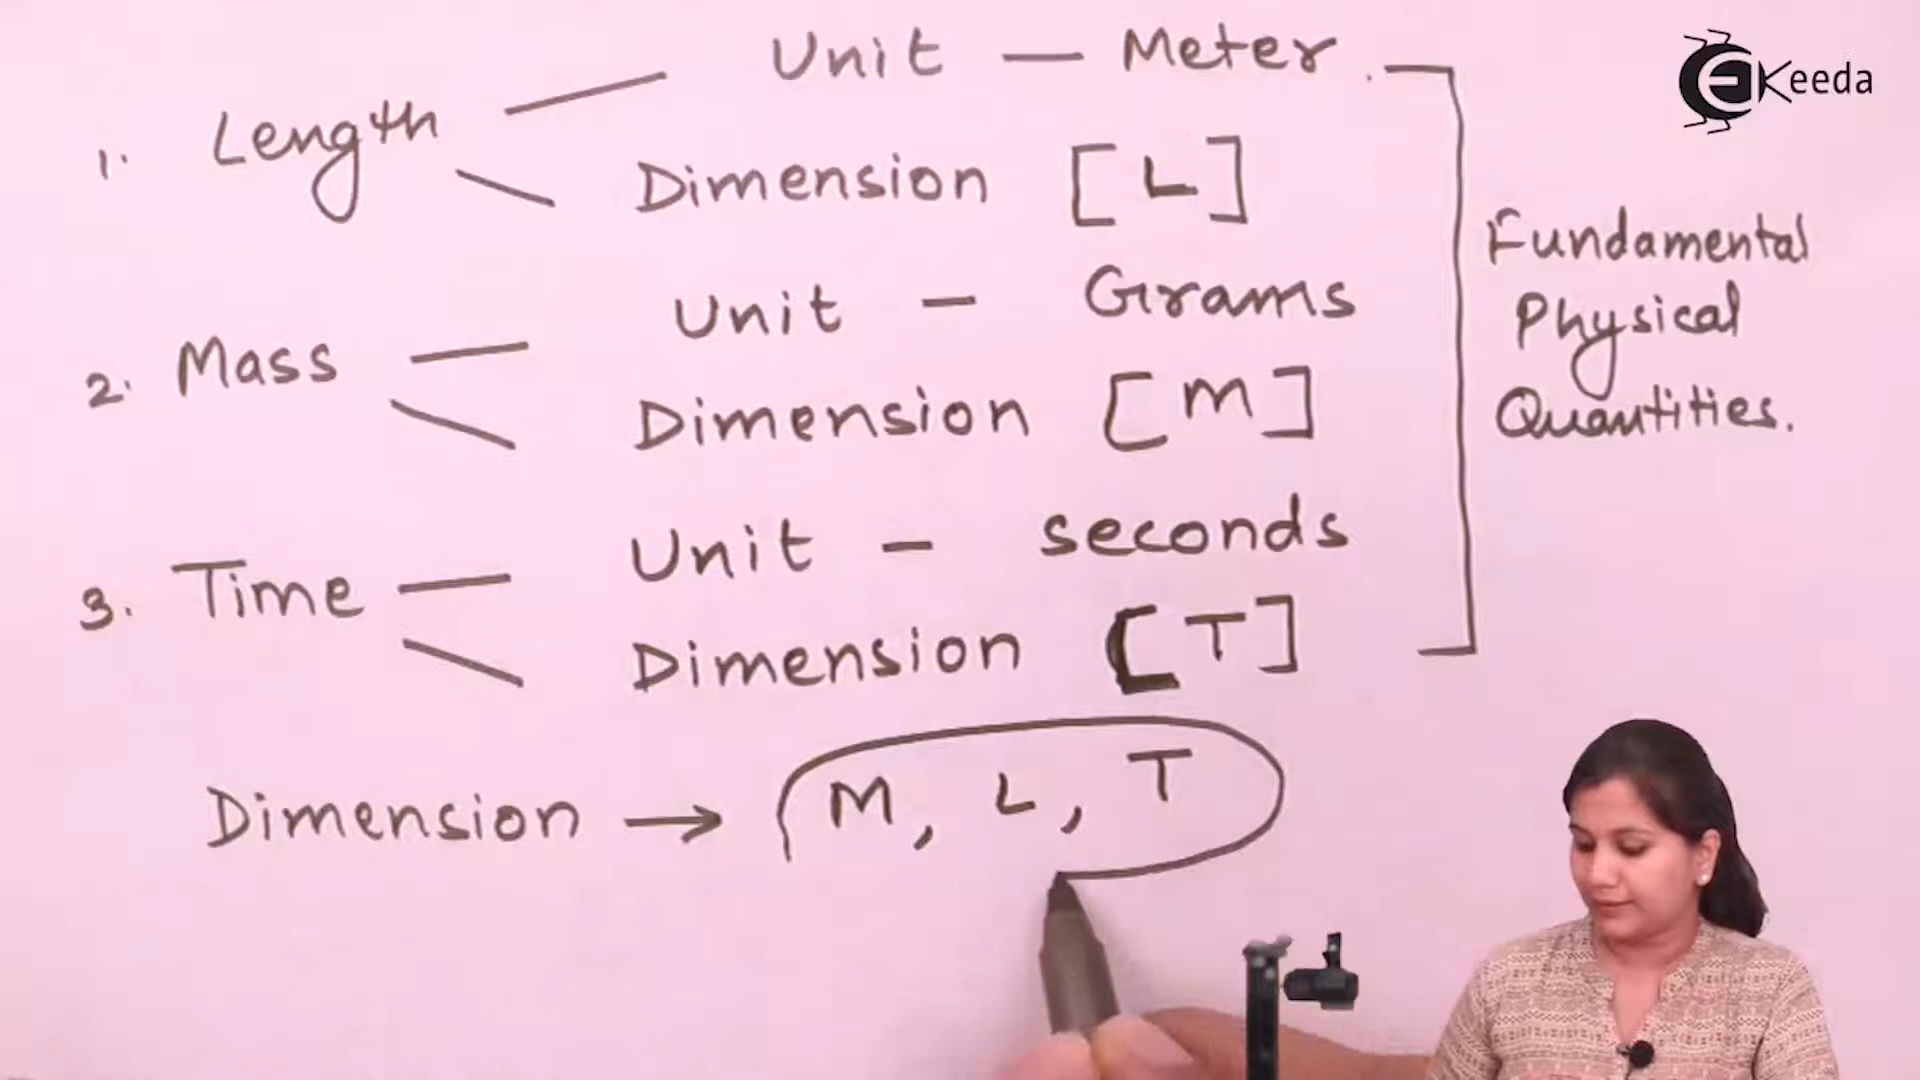 Unit — Meter.
1. Length
Dimension [L]
Unit - Grams
2. Mass
Dimension [M]
Unit - seconds
3. Time
Dimension [T]
Fundamental
Physical
Quantities.
Dimension → M, L, T
EKeeda